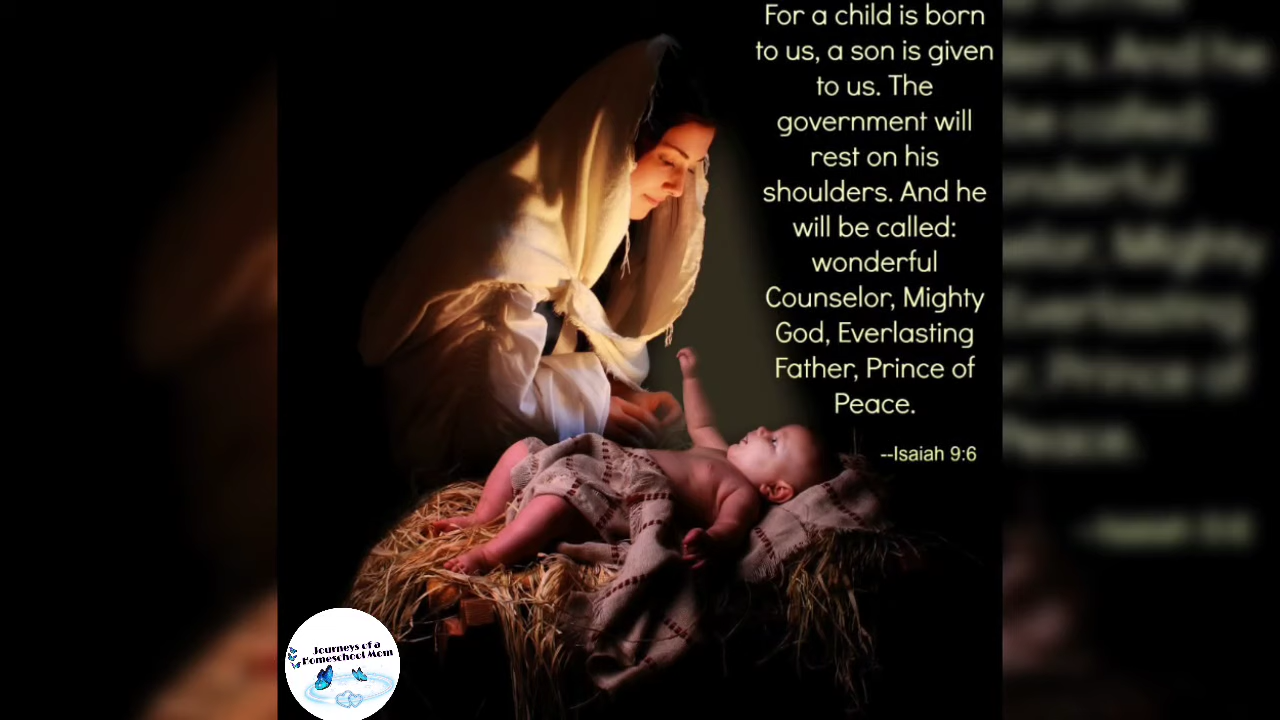 For a child is born
to us, a son is given
to us. The
government will
rest on his
shoulders. And he
will be called:
wonderful
Counselor, Mighty
God, Everlasting
Father, Prince of
Peace.
--Isaiah 9:6
Journeys of a
Homeschool Mom